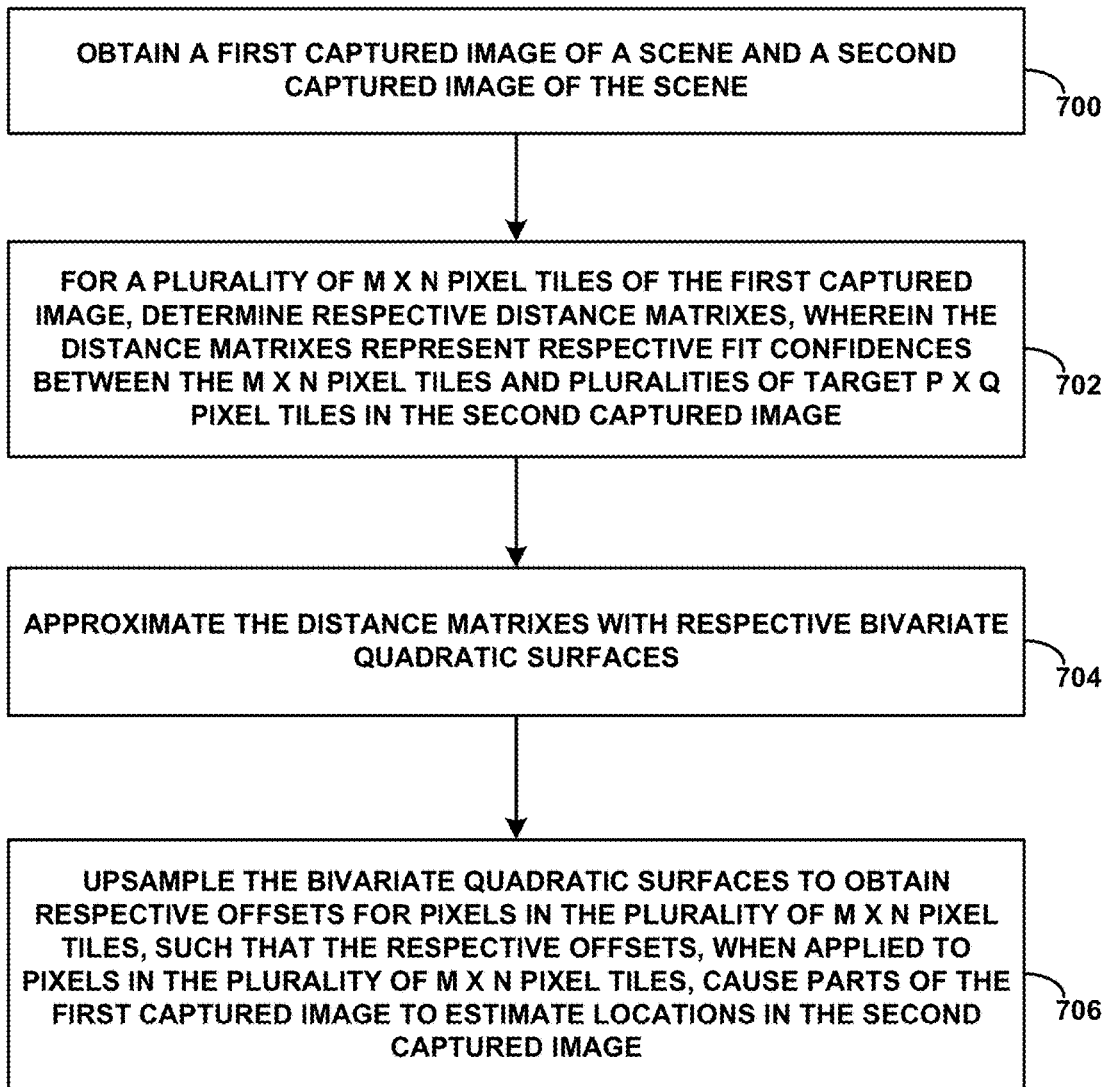 OBTAIN A FIRST CAPTURED IMAGE OF A SCENE AND A SECOND
CAPTURED IMAGE OF THE SCENE
700
FOR A PLURALITY OF M X N PIXEL TILES OF THE FIRST CAPTURED
IMAGE, DETERMINE RESPECTIVE DISTANCE MATRIXES, WHEREIN THE
DISTANCE MATRIXES REPRESENT RESPECTIVE FIT CONFIDENCES
BETWEEN THE M X N PIXEL TILES AND PLURALITIES OF TARGET P X Q
PIXEL TILES IN THE SECOND CAPTURED IMAGE
702
APPROXIMATE THE DISTANCE MATRIXES WITH RESPECTIVE BIVARIATE
QUADRATIC SURFACES
704
UPSAMPLE THE BIVARIATE QUADRATIC SURFACES TO OBTAIN
RESPECTIVE OFFSETS FOR PIXELS IN THE PLURALITY OF M X N PIXEL
TILES, SUCH THAT THE RESPECTIVE OFFSETS, WHEN APPLIED TO
PIXELS IN THE PLURALITY OF M X N PIXEL TILES, CAUSE PARTS OF THE
FIRST CAPTURED IMAGE TO ESTIMATE LOCATIONS IN THE SECOND
CAPTURED IMAGE
706